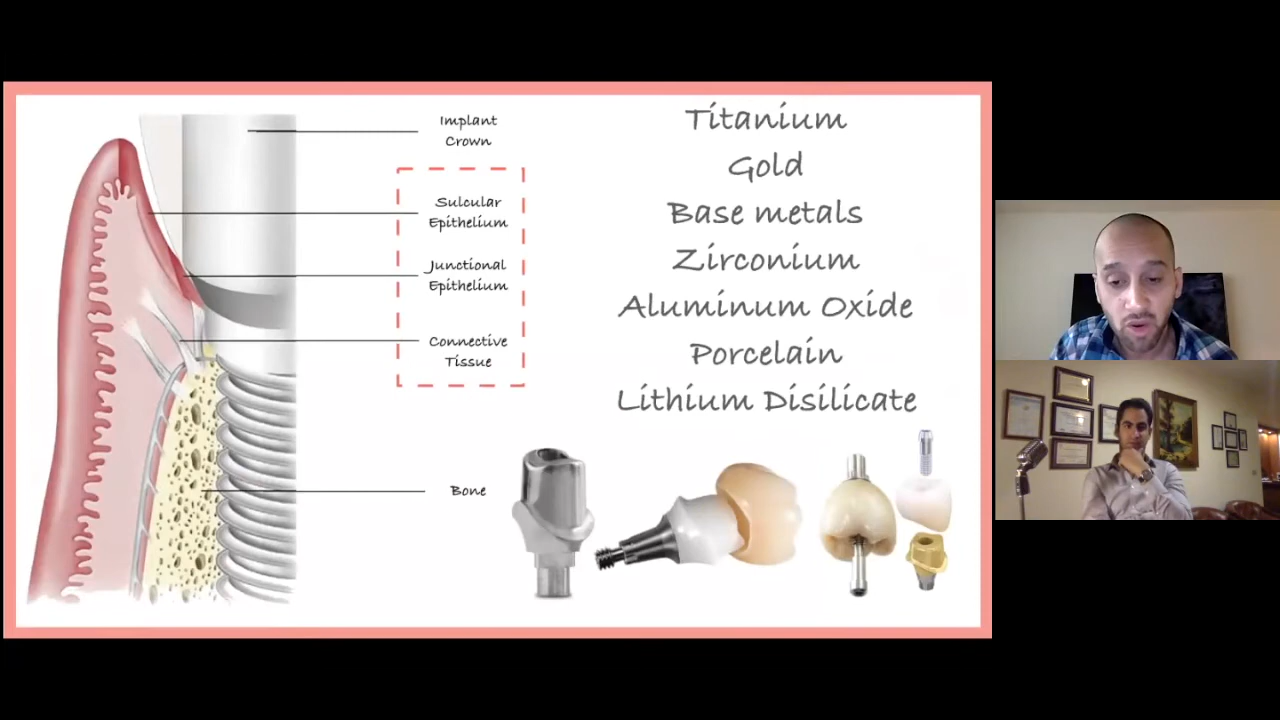 Implant
Crown
Sulcular
Epithelium
Junctional
Epithelium
Connective
Tissue
Bone
Titanium
Gold
Base metals
Zirconium
Aluminum Oxide
Porcelain
Lithium Disilicate